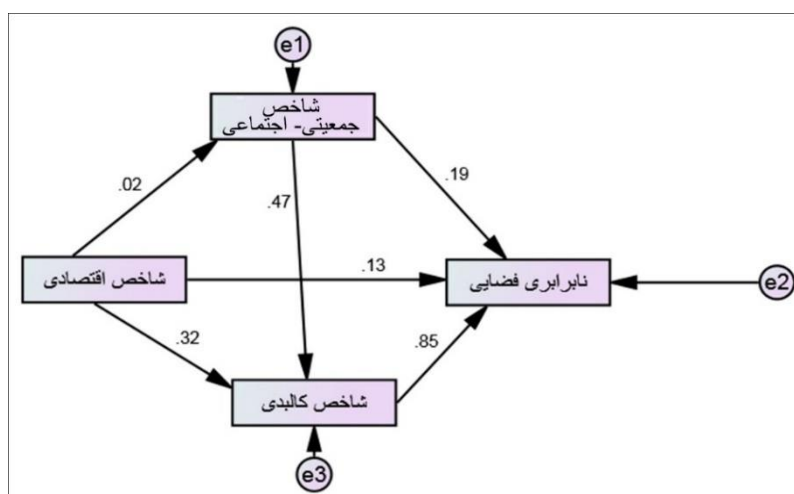 e1
شاخص
جمعیتی- اجتماعی
.02
.47
.19
شاخص اقتصادی
.13
نابرابری فضایی
e2
.32
.85
شاخص کالبدی
e3